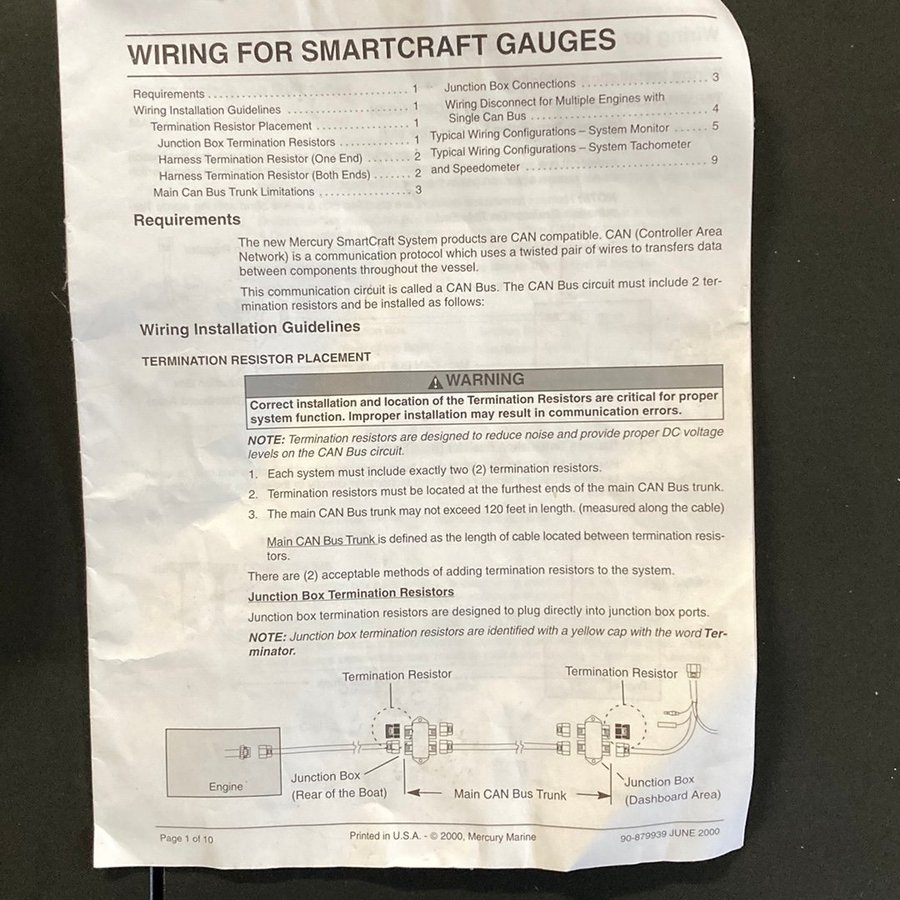 WIRING FOR SMARTCRAFT GAUGES
Requirements . . . . . . . . . . . . . . . . . . . . . . . . . . . . . . . . . 1
Wiring Installation Guidelines . . . . . . . . . . . . . . . . . . . . . 1
Termination Resistor Placement . . . . . . . . . . . . . . . . 1
Junction Box Termination Resistors . . . . . . . . . . . . . 1
Harness Termination Resistor (One End) . . . . . . . . 2
Harness Termination Resistor (Both Ends) . . . . . . . 2
Main Can Bus Trunk Limitations . . . . . . . . . . . . . . . . 3
Junction Box Connections . . . . . . . . . . . . . . . . . . . . . 3
Wiring Disconnect for Multiple Engines with
Single Can Bus . . . . . . . . . . . . . . . . . . . . . . . . . . . . . 4
Typical Wiring Configurations – System Monitor . . . . . . 5
Typical Wiring Configurations – System Tachometer
and Speedometer . . . . . . . . . . . . . . . . . . . . . . . . . . . . . 9
Requirements
The new Mercury SmartCraft System products are CAN compatible. CAN (Controller Area
Network) is a communication protocol which uses a twisted pair of wires to transfers data
between components throughout the vessel.
This communication circuit is called a CAN Bus. The CAN Bus circuit must include 2 ter-
mination resistors and be installed as follows:
Wiring Installation Guidelines
TERMINATION RESISTOR PLACEMENT
WARNING
Correct installation and location of the Termination Resistors are critical for proper
system function. Improper installation may result in communication errors.
NOTE: Termination resistors are designed to reduce noise and provide proper DC voltage
levels on the CAN Bus circuit.
1. Each system must include exactly two (2) termination resistors.
2. Termination resistors must be located at the furthest ends of the main CAN Bus trunk.
3. The main CAN Bus trunk may not exceed 120 feet in length. (measured along the cable)
Main CAN Bus Trunk is defined as the length of cable located between termination resis-
tors.
There are (2) acceptable methods of adding termination resistors to the system.
Junction Box Termination Resistors
Junction box termination resistors are designed to plug directly into junction box ports.
NOTE: Junction box termination resistors are identified with a yellow cap with the word Ter-
minator.
Termination Resistor
Termination Resistor
Engine
Junction Box
(Rear of the Boat)
Main CAN Bus Trunk
Junction Box
(Dashboard Area)
Page 1 of 10
Printed in U.S.A. - © 2000, Mercury Marine
90-879939 JUNE 2000